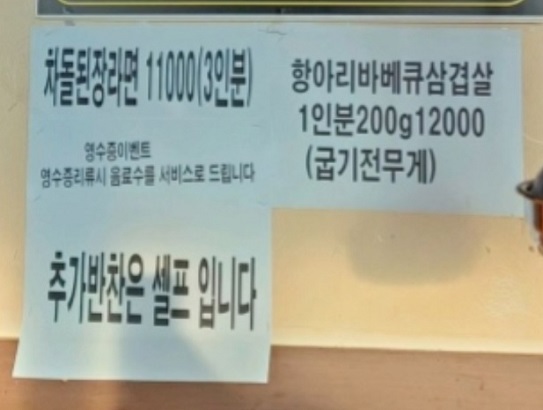 차돌된장라면 11000(3인분)
영수증이벤트
영수증리류시 음료수를 서비스로 드립니다
추가반찬은 셀프 입니다
항아리바베큐삼겹살
1인분200g12000
(굽기전무게)